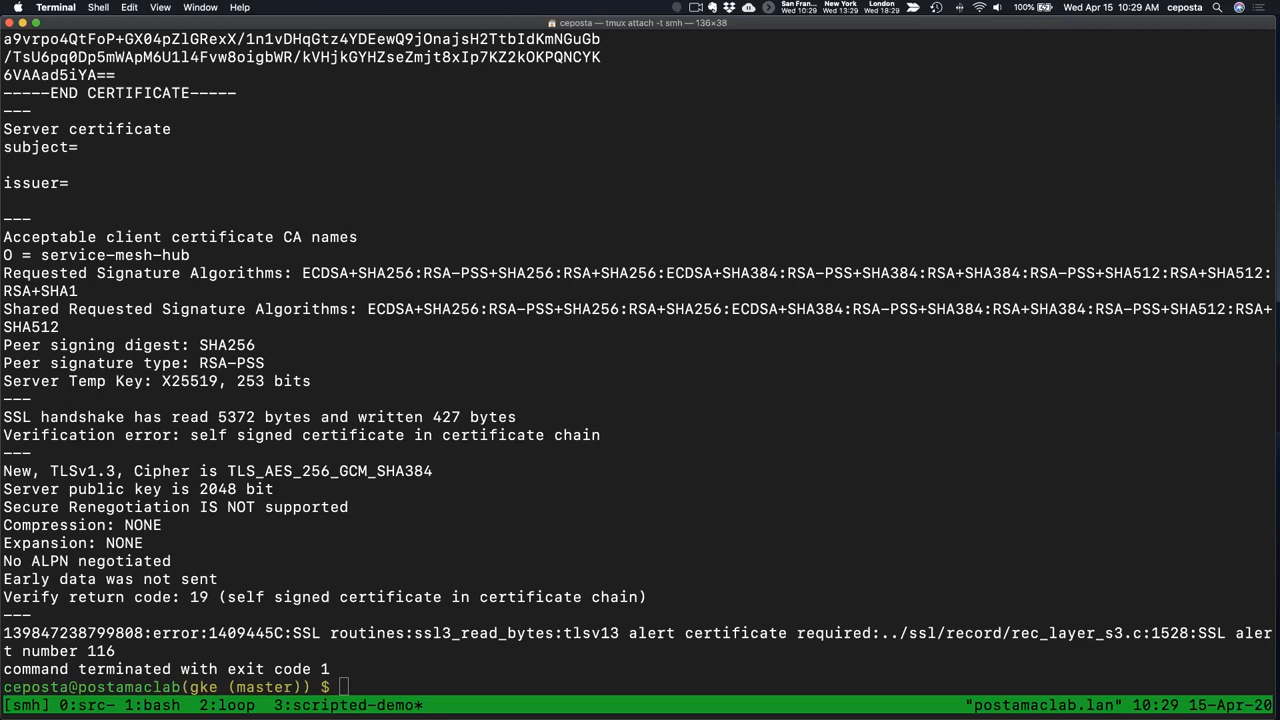 Terminal Shell Edit View Window Help San Fran... Wed 10:29 New York Wed 13:29 London Wed 18:29 100% Wed Apr 15 10:29 AM ceposta
ceposta — tmux attach -t smh — 136×38
a9vrpo4QtFoP+GX04pZlGRexX/1n1vDHqGtz4YDEewQ9jOnajsH2TtbIdKmNGuGb
/TsU6pq0Dp5mWApM6U1l4Fvw8oigbWR/kVHjkGYHZseZmjt8xIp7KZ2kOKPQNCYK
6VAAad5iYA==
-----END CERTIFICATE-----
---
Server certificate
subject=
issuer=
---
Acceptable client certificate CA names
O = service-mesh-hub
Requested Signature Algorithms: ECDSA+SHA256:RSA-PSS+SHA256:RSA+SHA256:ECDSA+SHA384:RSA-PSS+SHA384:RSA+SHA384:RSA-PSS+SHA512:RSA+SHA512:
RSA+SHA1
Shared Requested Signature Algorithms: ECDSA+SHA256:RSA-PSS+SHA256:RSA+SHA256:ECDSA+SHA384:RSA-PSS+SHA384:RSA+SHA384:RSA-PSS+SHA512:RSA+
SHA512
Peer signing digest: SHA256
Peer signature type: RSA-PSS
Server Temp Key: X25519, 253 bits
---
SSL handshake has read 5372 bytes and written 427 bytes
Verification error: self signed certificate in certificate chain
---
New, TLSv1.3, Cipher is TLS_AES_256_GCM_SHA384
Server public key is 2048 bit
Secure Renegotiation IS NOT supported
Compression: NONE
Expansion: NONE
No ALPN negotiated
Early data was not sent
Verify return code: 19 (self signed certificate in certificate chain)
---
139847238799808:error:1409445C:SSL routines:ssl3_read_bytes:tlsv13 alert certificate required:../ssl/record/rec_layer_s3.c:1528:SSL aler
t number 116
command terminated with exit code 1
ceposta@postamaclab(gke (master)) $
[smh] 0:src- 1:bash 2:loop 3:scripted-demo* "postamaclab.lan" 10:29 15-Apr-20